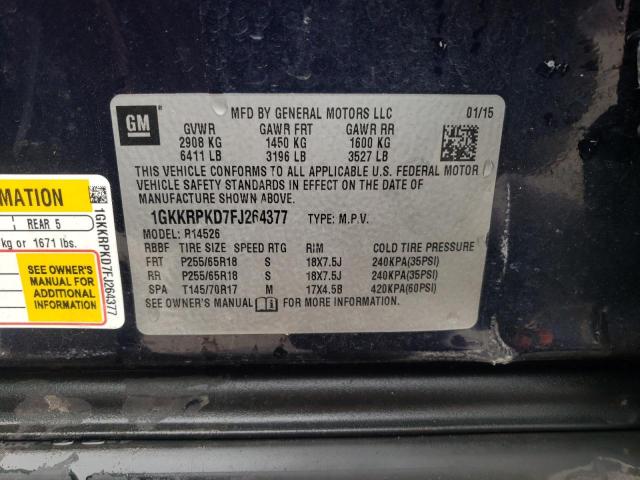 GM
MFD BY GENERAL MOTORS LLC 01/15
GVWR GAWR FRT GAWR RR
2908 KG 1450 KG 1600 KG
6411 LB 3196 LB 3527 LB
THIS VEHICLE CONFORMS TO ALL APPLICABLE U.S. FEDERAL MOTOR
VEHICLE SAFETY STANDARDS IN EFFECT ON THE DATE OF
MANUFACTURE SHOWN ABOVE.
1GKKRPKD7FJ264377 TYPE: M.P.V.
MODEL: R14526
RBBF TIRE SIZE SPEED RTG RIM COLD TIRE PRESSURE
FRT P255/65R18 S 18X7.5J 240KPA(35PSI)
RR P255/65R18 S 18X7.5J 240KPA(35PSI)
SPA T145/70R17 M 17X4.5B 420KPA(60PSI)
SEE OWNER'S MANUAL FOR MORE INFORMATION.
MATION
REAR 5
kg or 1671 lbs.
SEE OWNER'S
MANUAL FOR
ADDITIONAL
INFORMATION
1GKKRPKD7FJ264377